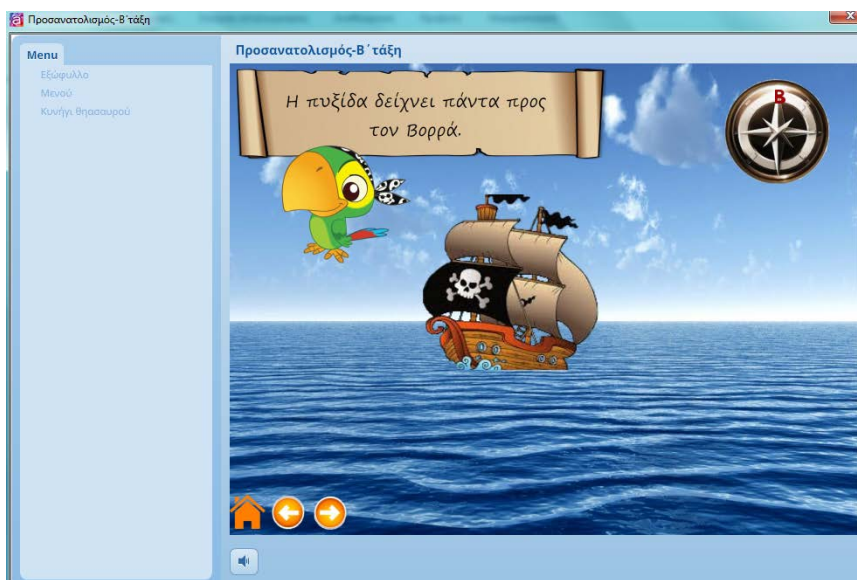 Προσανατολισμός-Β΄τάξη
Menu
Εξώφυλλο
Μενού
Κυνήγι θησαυρού
Προσανατολισμός-Β΄τάξη
Η πυξίδα δείχνει πάντα προς
τον Βορρά.
Β